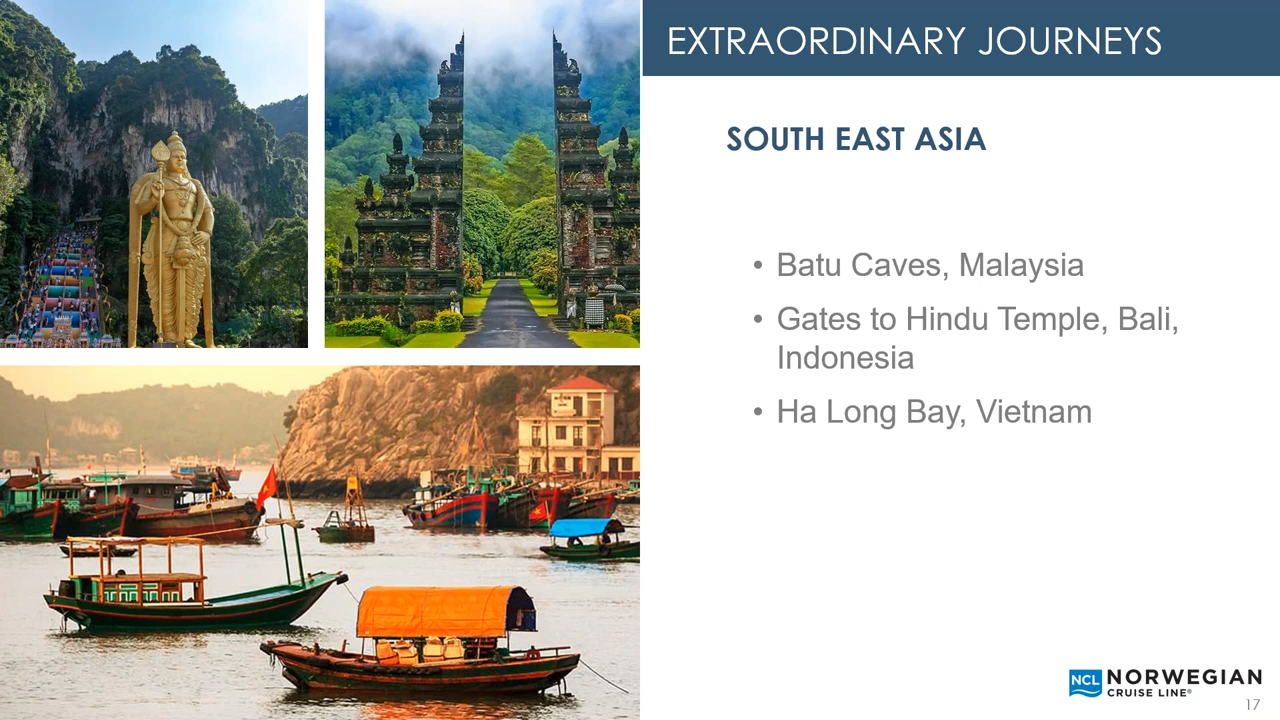 EXTRAORDINARY JOURNEYS
SOUTH EAST ASIA
• Batu Caves, Malaysia
• Gates to Hindu Temple, Bali,
Indonesia
• Ha Long Bay, Vietnam
NCL NORWEGIAN
CRUISE LINE®
17